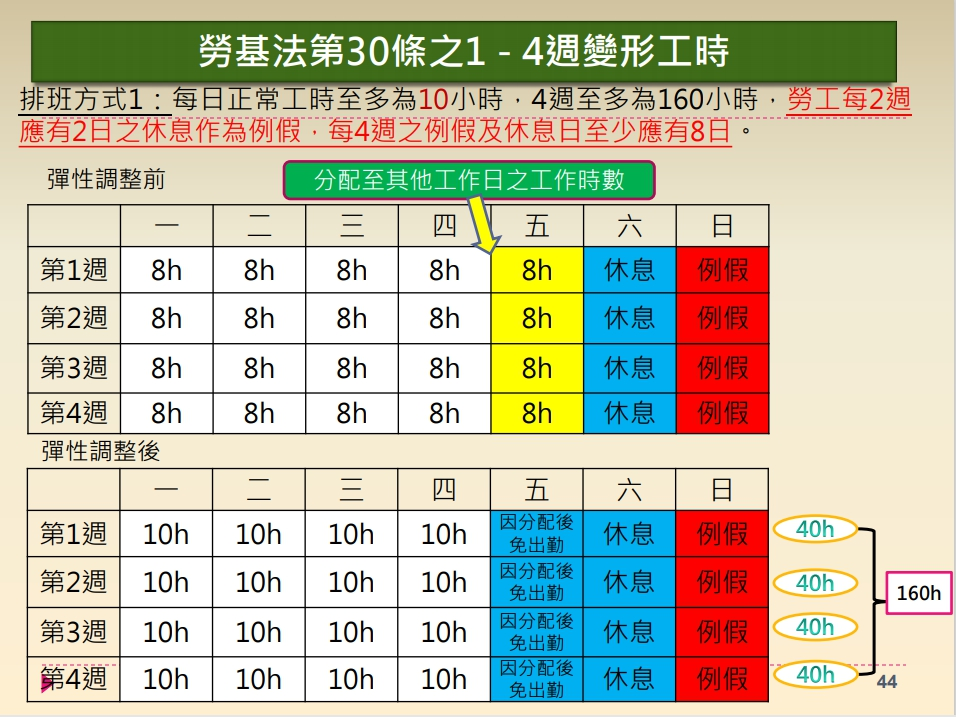 勞基法第30條之1 - 4週變形工時
排班方式1：每日正常工時至多為10小時，4週至多為160小時，勞工每2週
應有2日之休息作為例假，每4週之例假及休息日至少應有8日。
彈性調整前
分配至其他工作日之工作時數
一 二 三 四 五 六 日
第1週 8h 8h 8h 8h 8h 休息 例假
第2週 8h 8h 8h 8h 8h 休息 例假
第3週 8h 8h 8h 8h 8h 休息 例假
第4週 8h 8h 8h 8h 8h 休息 例假
彈性調整後
一 二 三 四 五 六 日
第1週 10h 10h 10h 10h 因分配後免出勤 休息 例假 40h
第2週 10h 10h 10h 10h 因分配後免出勤 休息 例假 40h
160h
第3週 10h 10h 10h 10h 因分配後免出勤 休息 例假 40h
第4週 10h 10h 10h 10h 因分配後免出勤 休息 例假 40h
44